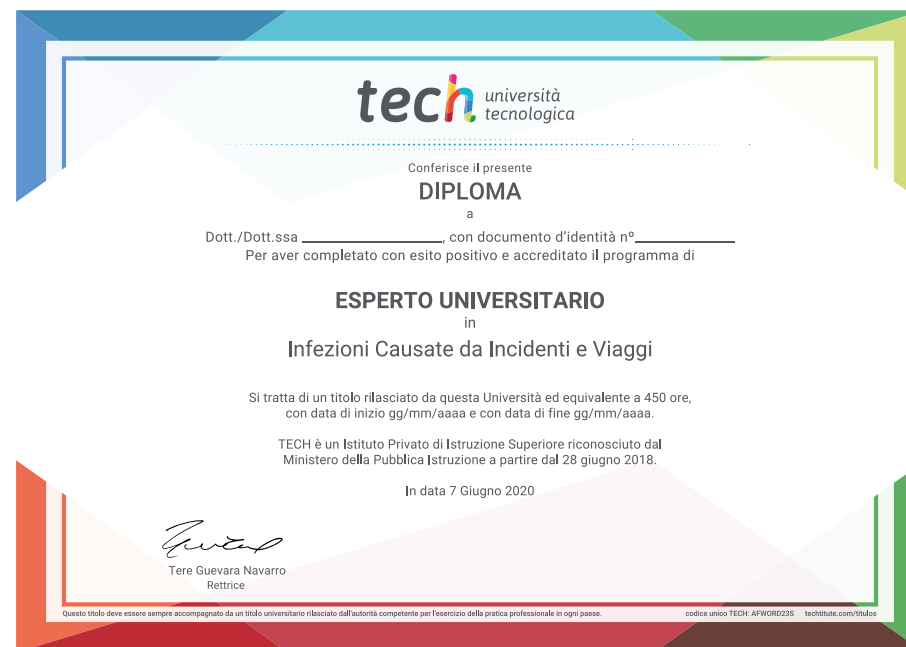 tech università
tecnologica
Conferisce il presente
DIPLOMA
a
Dott./Dott.ssa ____________________, con documento d'identità nº______________
Per aver completato con esito positivo e accreditato il programma di
ESPERTO UNIVERSITARIO
in
Infezioni Causate da Incidenti e Viaggi
Si tratta di un titolo rilasciato da questa Università ed equivalente a 450 ore,
con data di inizio gg/mm/aaaa e con data di fine gg/mm/aaaa.
TECH è un Istituto Privato di Istruzione Superiore riconosciuto dal
Ministero della Pubblica Istruzione a partire dal 28 giugno 2018.
In data 7 Giugno 2020
Tere Guevara Navarro
Rettrice
Questo titolo deve essere sempre accompagnato da un titolo universitario rilasciato dall'autorità competente per l'esercizio della pratica professionale in ogni paese. codice unico TECH: AFWORD23S techtitute.com/títulos